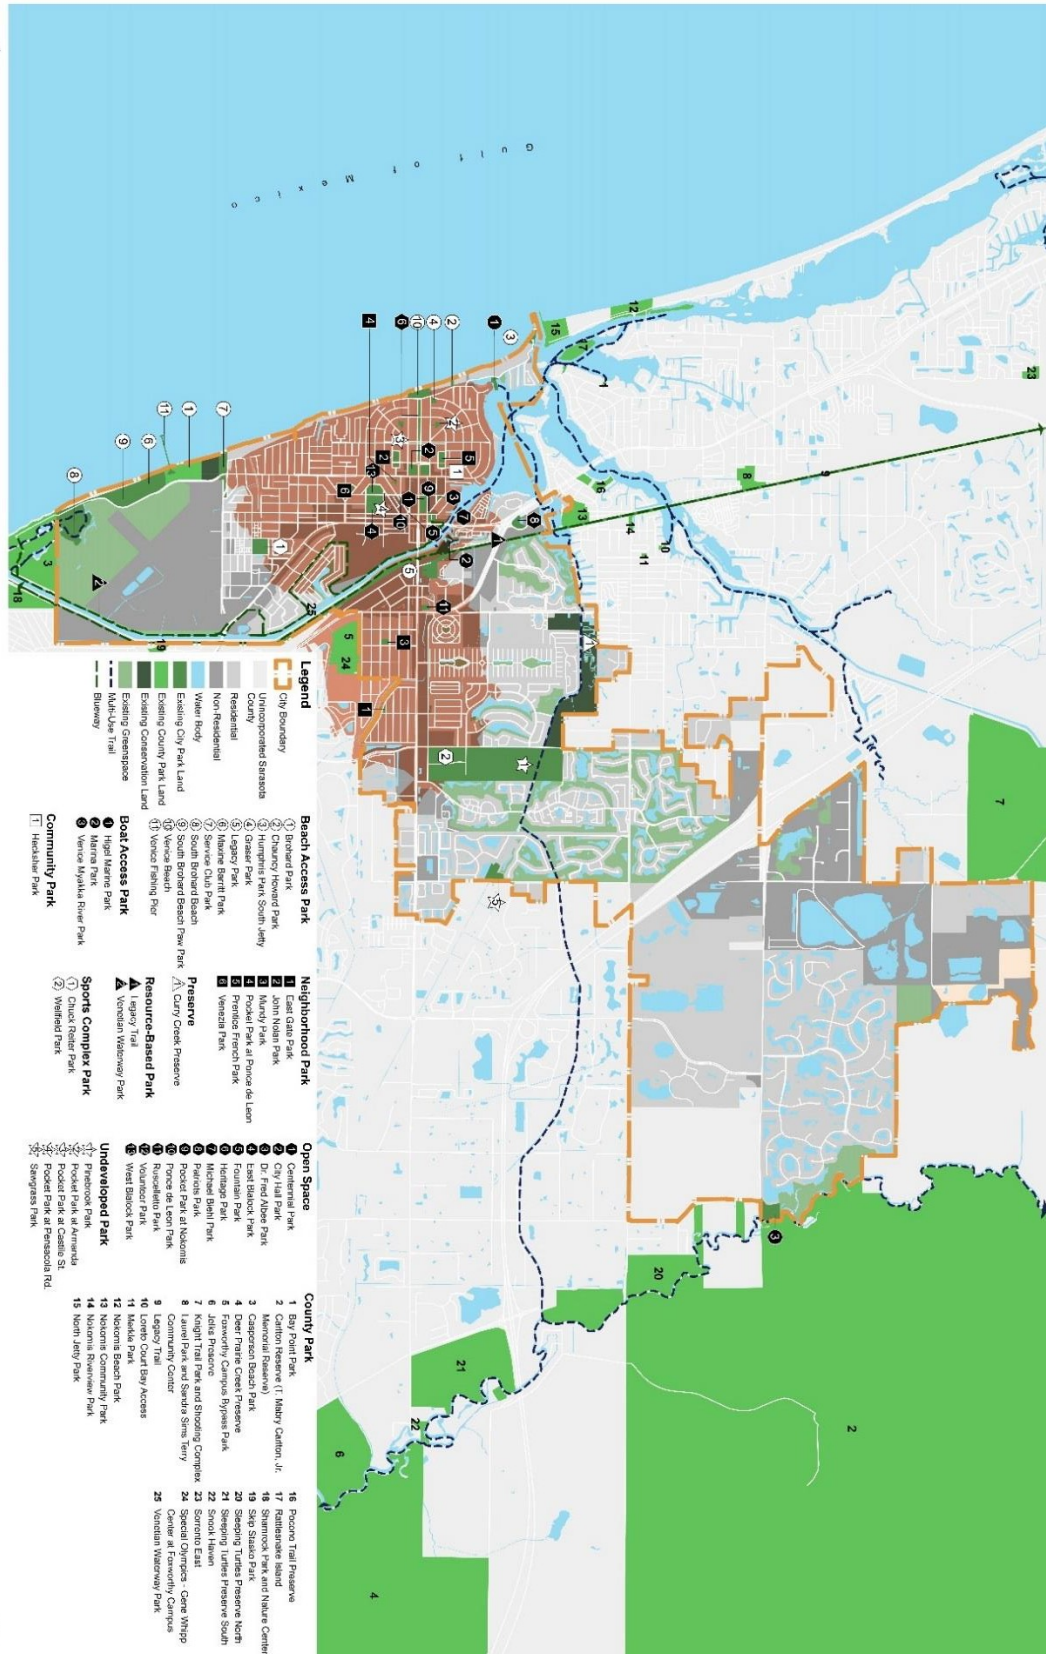 Gulf of Mexico
Legend
City Boundary
Unincorporated Sarasota
County
Residential
Non-Residential
Water Body
Existing City Park Land
Existing County Park Land
Existing Conservation Land
Existing Greenspace
Multi-Use Trail
Blueway
Beach Access Park
1 Brohard Park
2 Chauncy Howard Park
3 Humphris Park South Jetty
4 Graser Park
5 Legacy Park
6 Maxine Barritt Park
7 Service Club Park
8 South Brohard Beach
9 South Brohard Beach Paw Park
10 Venice Beach
11 Venice Fishing Pier
Boat Access Park
1 Higel Marine Park
2 Marina Park
3 Venice Myakka River Park
Community Park
1 Hecksher Park
Neighborhood Park
1 East Gate Park
2 John Nolan Park
3 Mundy Park
4 Pocket Park at Ponce de Leon
5 Prentice French Park
6 Venezia Park
Preserve
1 Curry Creek Preserve
Resource-Based Park
1 Legacy Trail
2 Venetian Waterway Park
Sports Complex Park
1 Chuck Reiter Park
2 Wellfield Park
Open Space
1 Centennial Park
2 City Hall Park
3 Dr. Fred Albee Park
4 East Blalock Park
5 Fountain Park
6 Heritage Park
7 Michael Biehl Park
8 Patriots Park
9 Pocket Park at Nokomis
10 Ponce de Leon Park
11 Ruscelletto Park
12 Volunteer Park
13 West Blalock Park
Undeveloped Park
1 Pinebrook Park
2 Pocket Park at Armanda
3 Pocket Park at Castile St.
4 Pocket Park at Pensacola Rd.
5 Sawgrass Park
County Park
1 Bay Point Park
2 Carlton Reserve (T. Mabry Carlton, Jr.
Memorial Reserve)
3 Caspersen Beach Park
4 Deer Prairie Creek Preserve
5 Foxworthy Campus Bypass Park
6 Jelks Preserve
7 Knight Trail Park and Shooting Complex
8 Laurel Park and Sandra Sims Terry
Community Center
9 Legacy Trail
10 Loreto Court Bay Access
11 Merkle Park
12 Nokomis Beach Park
13 Nokomis Community Park
14 Nokomis Riverview Park
15 North Jetty Park
16 Pocono Trail Preserve
17 Rattlesnake Island
18 Shamrock Park and Nature Center
19 Skip Stasko Park
20 Sleeping Turtles Preserve North
21 Sleeping Turtles Preserve South
22 Snook Haven
23 Sorrento East
24 Special Olympics - Gene Whipp
Center at Foxworthy Campus
25 Venetian Waterway Park